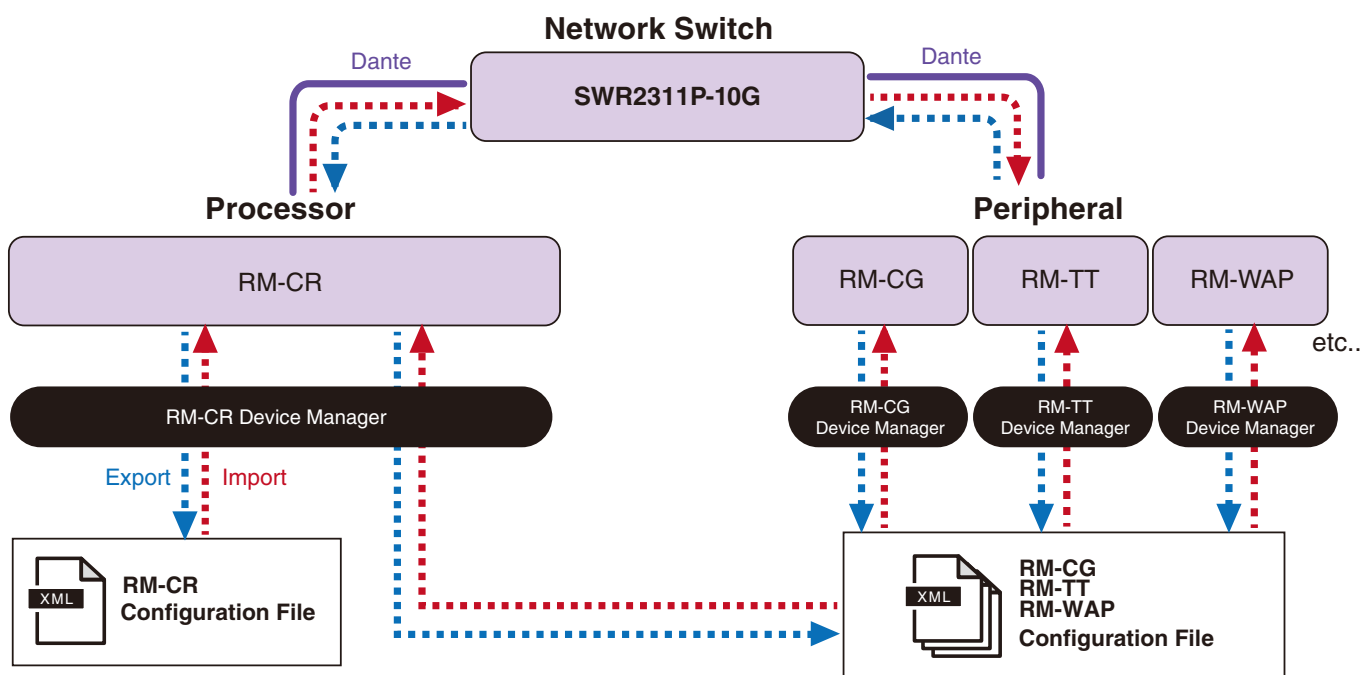 Network Switch
Dante
Dante
SWR2311P-10G
Processor
Peripheral
RM-CR
RM-CG
RM-TT
RM-WAP
etc..
RM-CR Device Manager
RM-CG
Device Manager
RM-TT
Device Manager
RM-WAP
Device Manager
Export
Import
XML
RM-CR
Configuration File
XML
RM-CG
RM-TT
RM-WAP
Configuration File